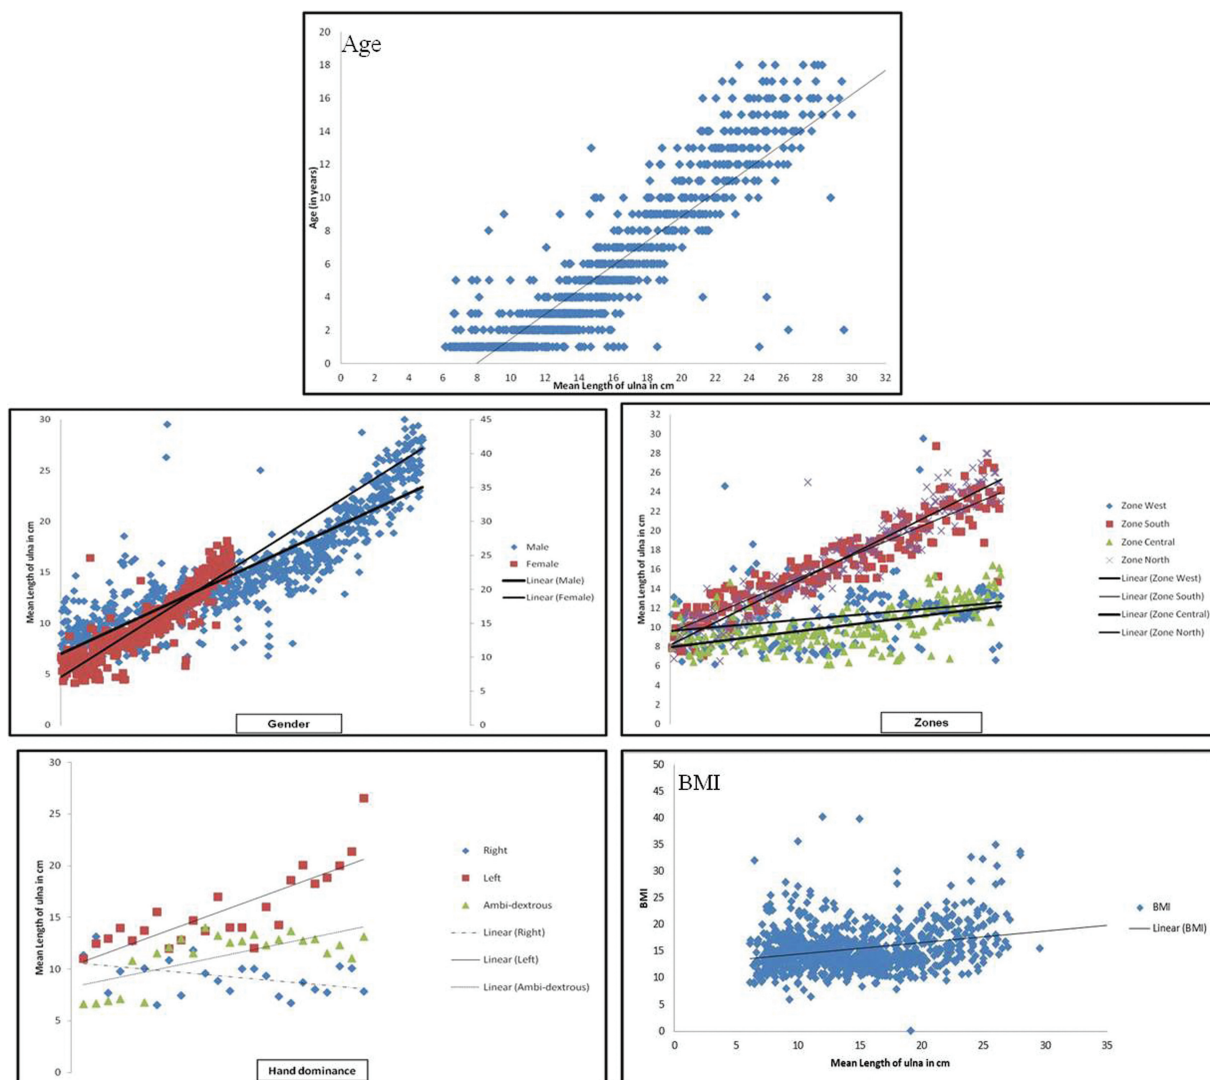 Age
Age (in years)
20
18
16
14
12
10
8
6
4
2
0
0 2 4 6 8 10 12 14 16 18 20 22 24 26 28 30 32
Mean Length of ulna in cm
Mean Length of ulna in cm
30
25
20
15
10
5
0
45
40
35
30
25
20
15
10
5
0
Male
Female
Linear (Male)
Linear (Female)
Gender
Mean Length of ulna in cm
32
30
28
26
24
22
20
18
16
14
12
10
8
6
4
2
0
Zone West
Zone South
Zone Central
Zone North
Linear (Zone West)
Linear (Zone South)
Linear (Zone Central)
Linear (Zone North)
Zones
Mean Length of ulna in cm
30
25
20
15
10
5
0
Right
Left
Ambi-dextrous
Linear (Right)
Linear (Left)
Linear (Ambi-dextrous)
Hand dominance
BMI
BMI
50
45
40
35
30
25
20
15
10
5
0
0 5 10 15 20 25 30 35
Mean Length of ulna in cm
BMI
Linear (BMI)